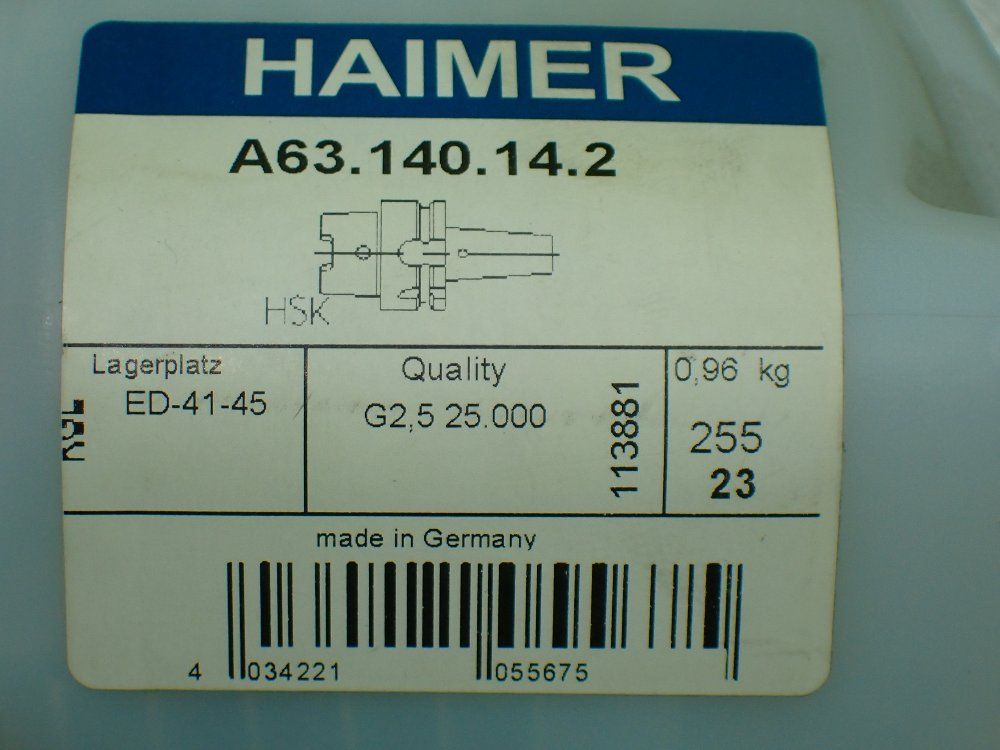 HAIMER
A63.140.14.2
HSK
Lagerplatz
ED-41-45
Quality
G2,5 25.000
113881
0,96 kg
255
23
made in Germany
4 034221 055675